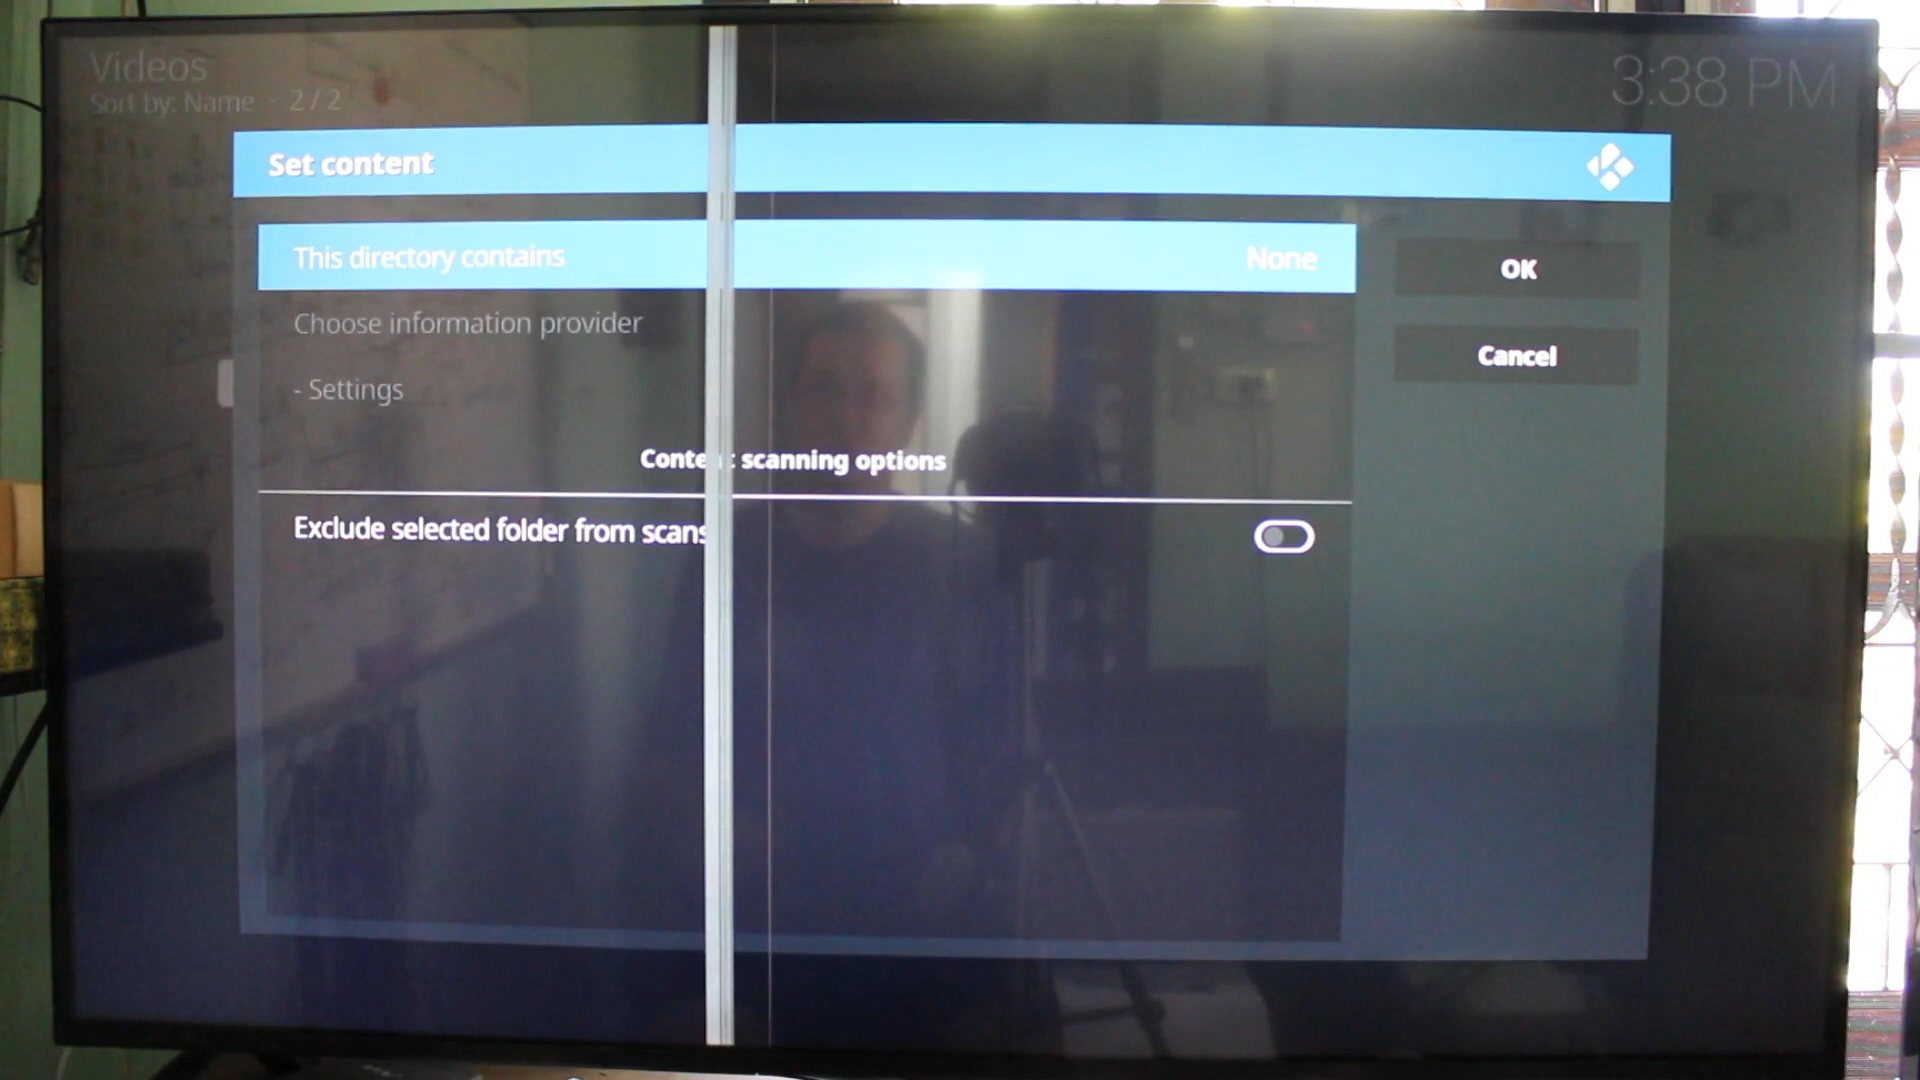 Videos
Sort by: Name · 2 / 2
3:38 PM
Set content
This directory contains
None
OK
Choose information provider
Cancel
- Settings
Content scanning options
Exclude selected folder from scans